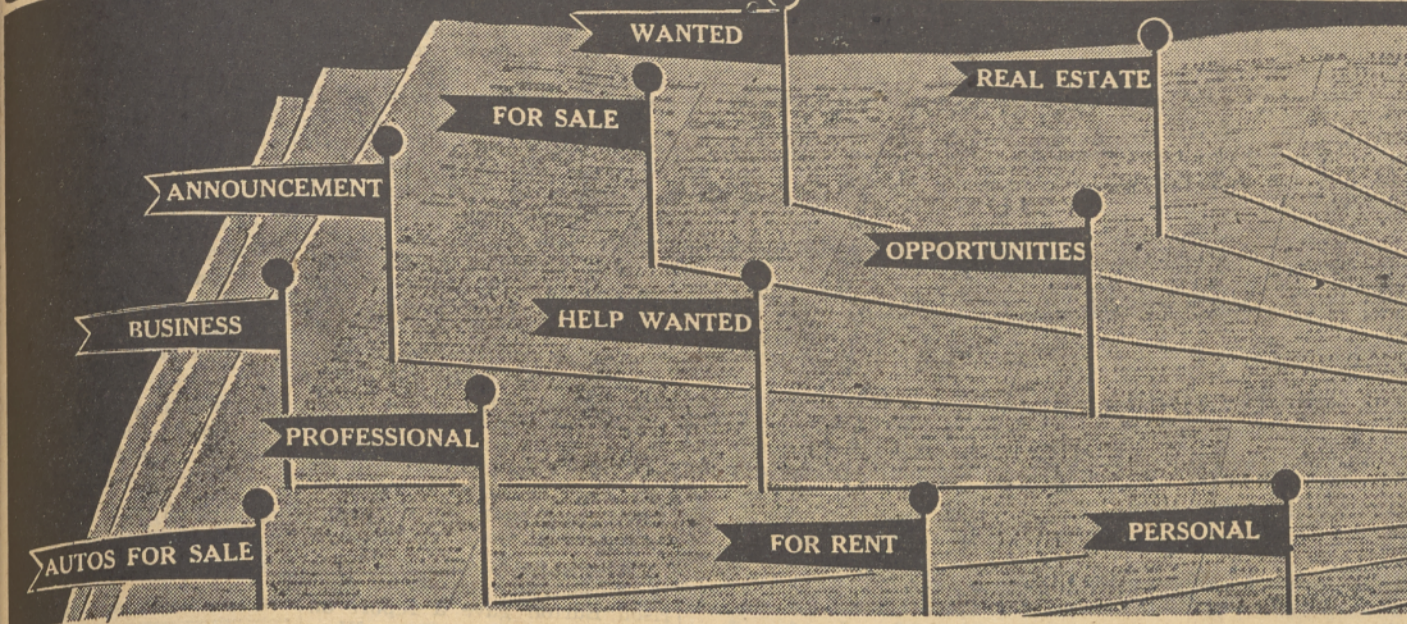 WANTED
REAL ESTATE
FOR SALE
ANNOUNCEMENT
OPPORTUNITIES
BUSINESS
HELP WANTED
PROFESSIONAL
AUTOS FOR SALE
FOR RENT
PERSONAL